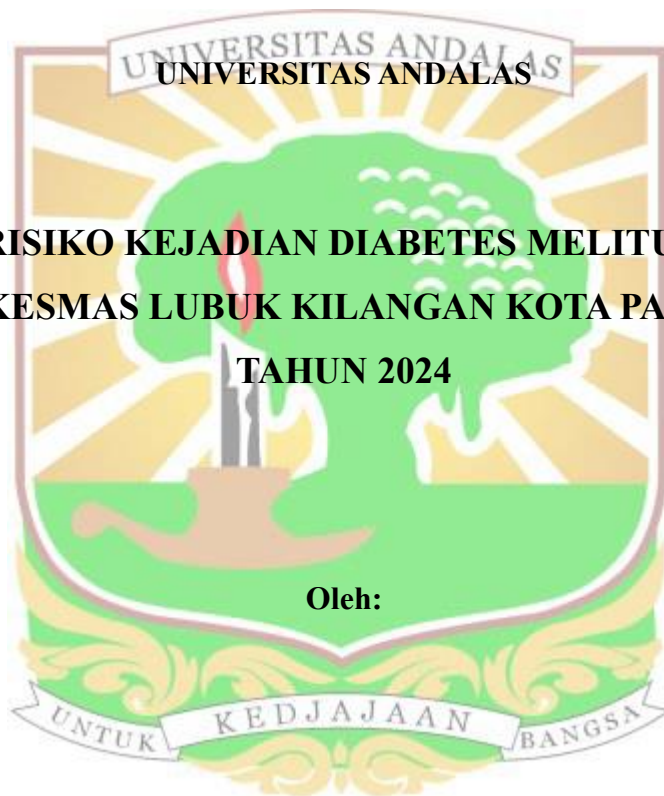 UNIVERSITAS ANDALAS
UNIVERSITAS ANDALAS
RISIKO KEJADIAN DIABETES MELITU
KESMAS LUBUK KILANGAN KOTA PA
TAHUN 2024
Oleh:
UNTUK KEDJAJAAN BANGSA